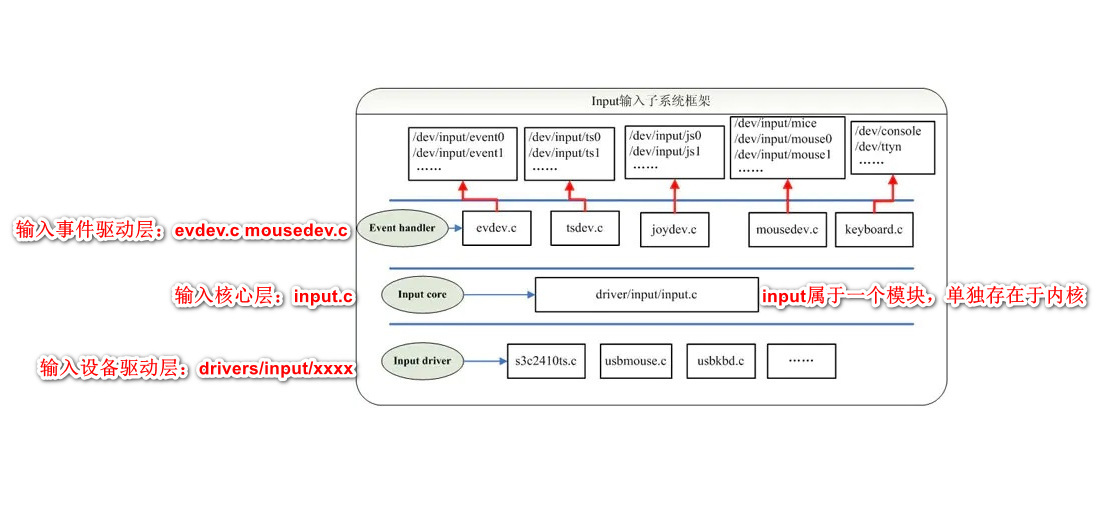 Input输入子系统框架
/dev/input/event0
/dev/input/event1
……
/dev/input/ts0
/dev/input/ts1
……
/dev/input/js0
/dev/input/js1
……
/dev/input/mice
/dev/input/mouse0
/dev/input/mouse1
……
/dev/console
/dev/ttyn
……
输入事件驱动层：evdev.c mousedev.c
Event handler
evdev.c
tsdev.c
joydev.c
mousedev.c
keyboard.c
输入核心层：input.c
Input core
driver/input/input.c
input属于一个模块，单独存在于内核
输入设备驱动层：drivers/input/xxxx
Input driver
s3c2410ts.c
usbmouse.c
usbkbd.c
……